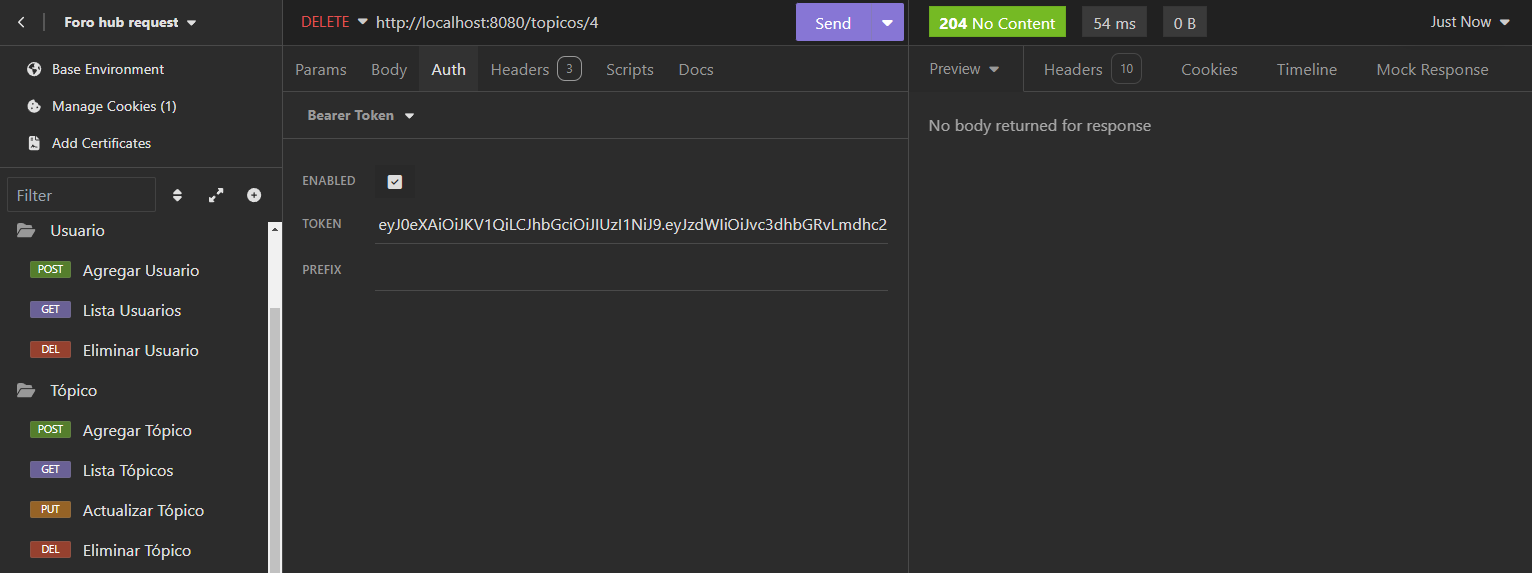 Foro hub request
Base Environment
Manage Cookies (1)
Add Certificates
Filter
Usuario
POST Agregar Usuario
GET Lista Usuarios
DEL Eliminar Usuario
Tópico
POST Agregar Tópico
GET Lista Tópicos
PUT Actualizar Tópico
DEL Eliminar Tópico
DELETE http://localhost:8080/topicos/4 Send
Params Body Auth Headers 3 Scripts Docs
Bearer Token
ENABLED
TOKEN eyJ0eXAiOiJKV1QiLCJhbGciOiJIUzI1NiJ9.eyJzdWIiOiJvc3dhbGRvLmdhc2
PREFIX
204 No Content 54 ms 0 B Just Now
Preview Headers 10 Cookies Timeline Mock Response
No body returned for response